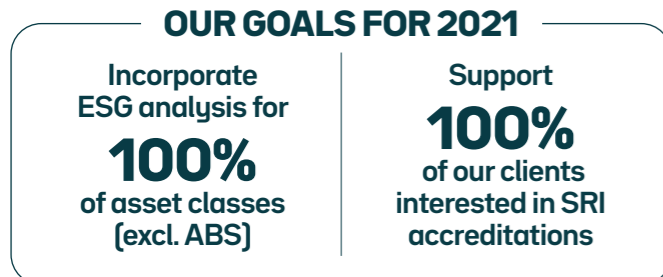 OUR GOALS FOR 2021
Incorporate
ESG analysis for
100%
of asset classes
(excl. ABS)
Support
100%
of our clients
interested in SRI
accreditations